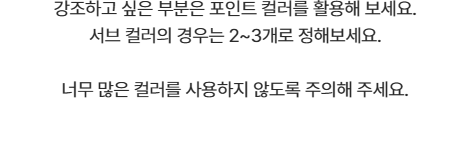 강조하고 싶은 부분은 포인트 컬러를 활용해 보세요.
서브 컬러의 경우는 2~3개로 정해보세요.
너무 많은 컬러를 사용하지 않도록 주의해 주세요.